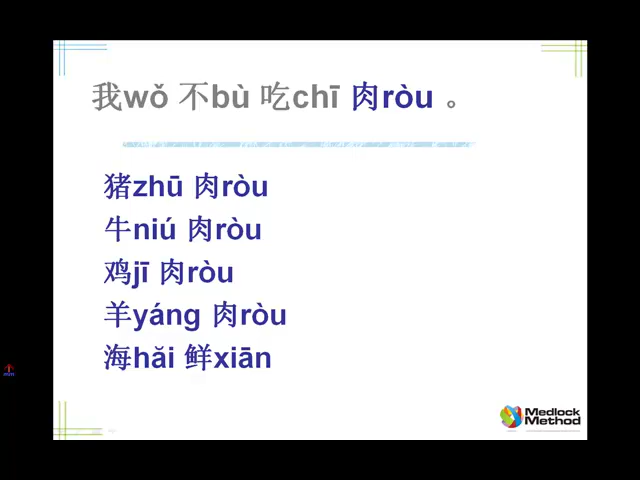 我wǒ 不bù 吃chī 肉ròu 。
猪zhū 肉ròu
牛niú 肉ròu
鸡jī 肉ròu
羊yáng 肉ròu
海hǎi 鲜xiān
Medlock
Method